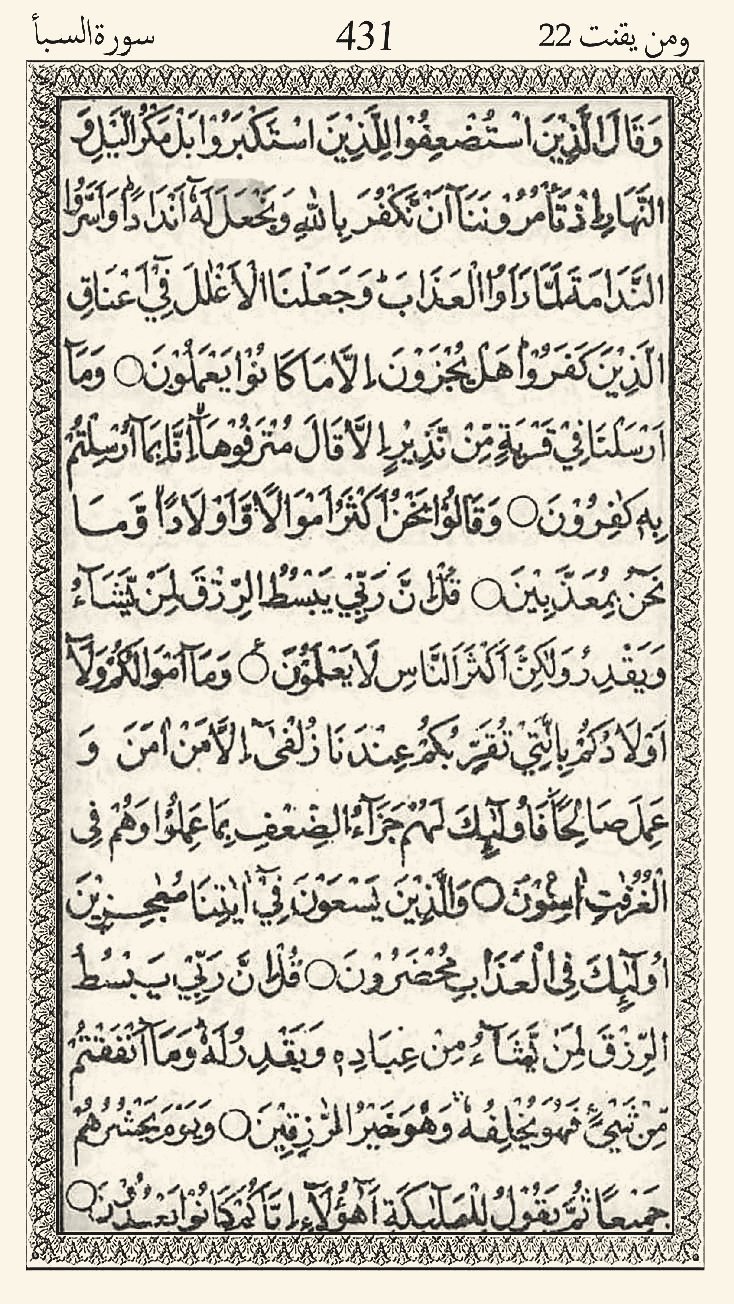 ومن يقنت 22 431 سورة السبأ
وَقَالَ الَّذِيْنَ اسْتُضْعِفُوْا لِلَّذِيْنَ اسْتَكْبَرُوْا بَلْ مَكْرُ الَّيْلِ وَ
النَّهَارِ اِذْ تَأْمُرُوْنَنَآ اَنْ نَّكْفُرَ بِاللّٰهِ وَنَجْعَلَ لَهٗٓ اَنْدَادًا ؕ وَاَسَرُّوا
النَّدَامَةَ لَمَّا رَاَوُا الْعَذَابَ ؕ وَجَعَلْنَا الْاَغْلٰلَ فِيْٓ اَعْنَاقِ
الَّذِيْنَ كَفَرُوْا ؕ هَلْ يُجْزَوْنَ اِلَّا مَا كَانُوْا يَعْمَلُوْنَ ○ وَمَآ
اَرْسَلْنَا فِيْ قَرْيَةٍ مِّنْ نَّذِيْرٍ اِلَّا قَالَ مُتْرَفُوْهَآ ۙ اِنَّا بِمَآ اُرْسِلْتُمْ
بِهٖ كٰفِرُوْنَ ○ وَقَالُوْا نَحْنُ اَكْثَرُ اَمْوَالًا وَّاَوْلَادًا ۙ وَّمَا
نَحْنُ بِمُعَذَّبِيْنَ ○ قُلْ اِنَّ رَبِّيْ يَبْسُطُ الرِّزْقَ لِمَنْ يَّشَآءُ
وَيَقْدِرُ وَلٰكِنَّ اَكْثَرَ النَّاسِ لَا يَعْلَمُوْنَ ○ۧ وَمَآ اَمْوَالُكُمْ وَلَآ
اَوْلَادُكُمْ بِالَّتِيْ تُقَرِّبُكُمْ عِنْدَنَا زُلْفٰىٓ اِلَّا مَنْ اٰمَنَ وَ
عَمِلَ صَالِحًا ؗ فَاُولٰٓئِكَ لَهُمْ جَزَآءُ الضِّعْفِ بِمَا عَمِلُوْا وَهُمْ فِى
الْغُرُفٰتِ اٰمِنُوْنَ ○ وَالَّذِيْنَ يَسْعَوْنَ فِيْٓ اٰيٰتِنَا مُعٰجِزِيْنَ
اُولٰٓئِكَ فِى الْعَذَابِ مُحْضَرُوْنَ ○ قُلْ اِنَّ رَبِّيْ يَبْسُطُ
الرِّزْقَ لِمَنْ يَّشَآءُ مِنْ عِبَادِهٖ وَيَقْدِرُ لَهٗ ؕ وَمَآ اَنْفَقْتُمْ
مِّنْ شَيْءٍ فَهُوَ يُخْلِفُهٗ ۚ وَهُوَ خَيْرُ الرّٰزِقِيْنَ ○ وَيَوْمَ يَحْشُرُهُمْ
جَمِيْعًا ثُمَّ يَقُوْلُ لِلْمَلٰٓئِكَةِ اَهٰٓؤُلَآءِ اِيَّاكُمْ كَانُوْا يَعْبُدُوْنَ ○